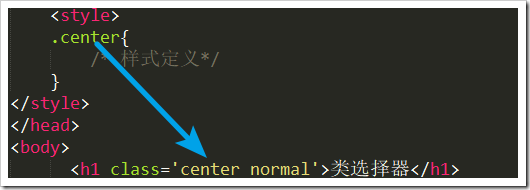 <style>
.center{
/* 样式定义*/
}
</style>
</head>
<body>
<h1 class='center normal'>类选择器</h1>